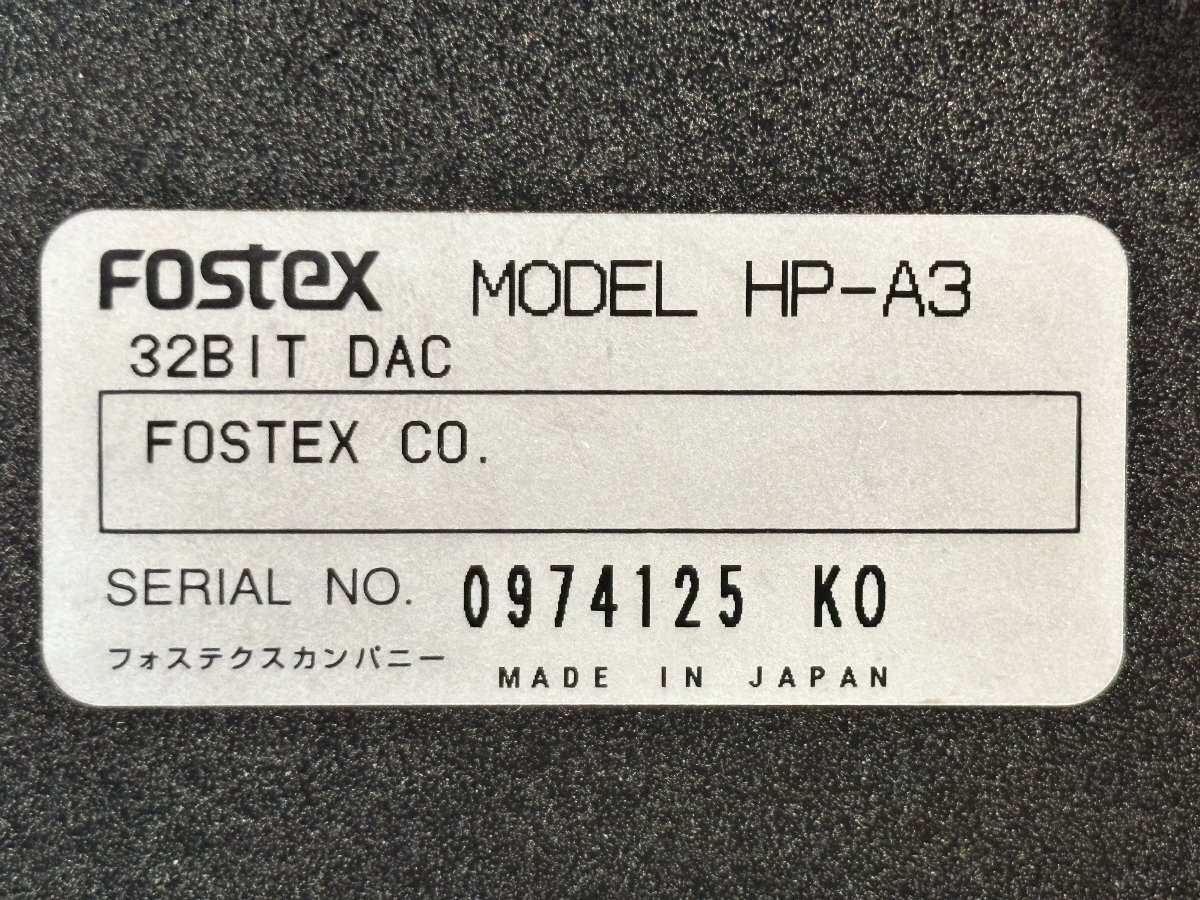 FOSTEX MODEL HP-A3
32BIT DAC
FOSTEX CO.
SERIAL NO. 0974125 KO
フォステクスカンパニー
MADE IN JAPAN